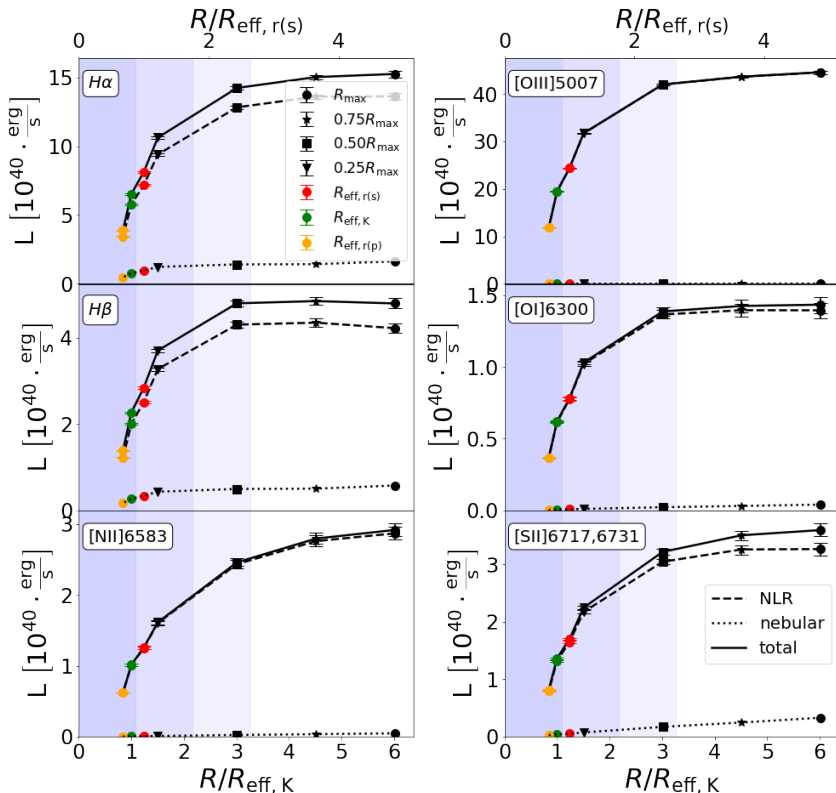 R/R_eff, r(s)
R/R_eff, r(s)
0 2 4
0 2 4
Hα
R_max
0.75R_max
0.50R_max
0.25R_max
R_eff, r(s)
R_eff, K
R_eff, r(p)
15
10
5
0
L [10^40 · erg/s]
[OIII]5007
40
30
20
10
0
L [10^40 · erg/s]
Hβ
4
2
0
L [10^40 · erg/s]
[OI]6300
1.5
1.0
0.5
0.0
L [10^40 · erg/s]
[NII]6583
3
2
1
0
L [10^40 · erg/s]
[SII]6717,6731
NLR
nebular
total
3
2
1
0
L [10^40 · erg/s]
0 1 2 3 4 5 6
0 1 2 3 4 5 6
R/R_eff, K
R/R_eff, K